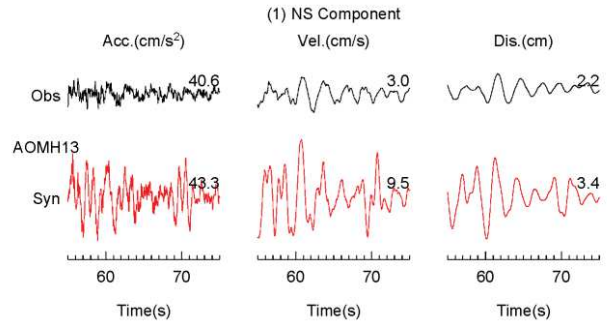 (1) NS Component
Acc.(cm/s²) Vel.(cm/s) Dis.(cm)
Obs 40.6 3.0 2.2
AOMH13
Syn 43.3 9.5 3.4
60 70 60 70 60 70
Time(s) Time(s) Time(s)